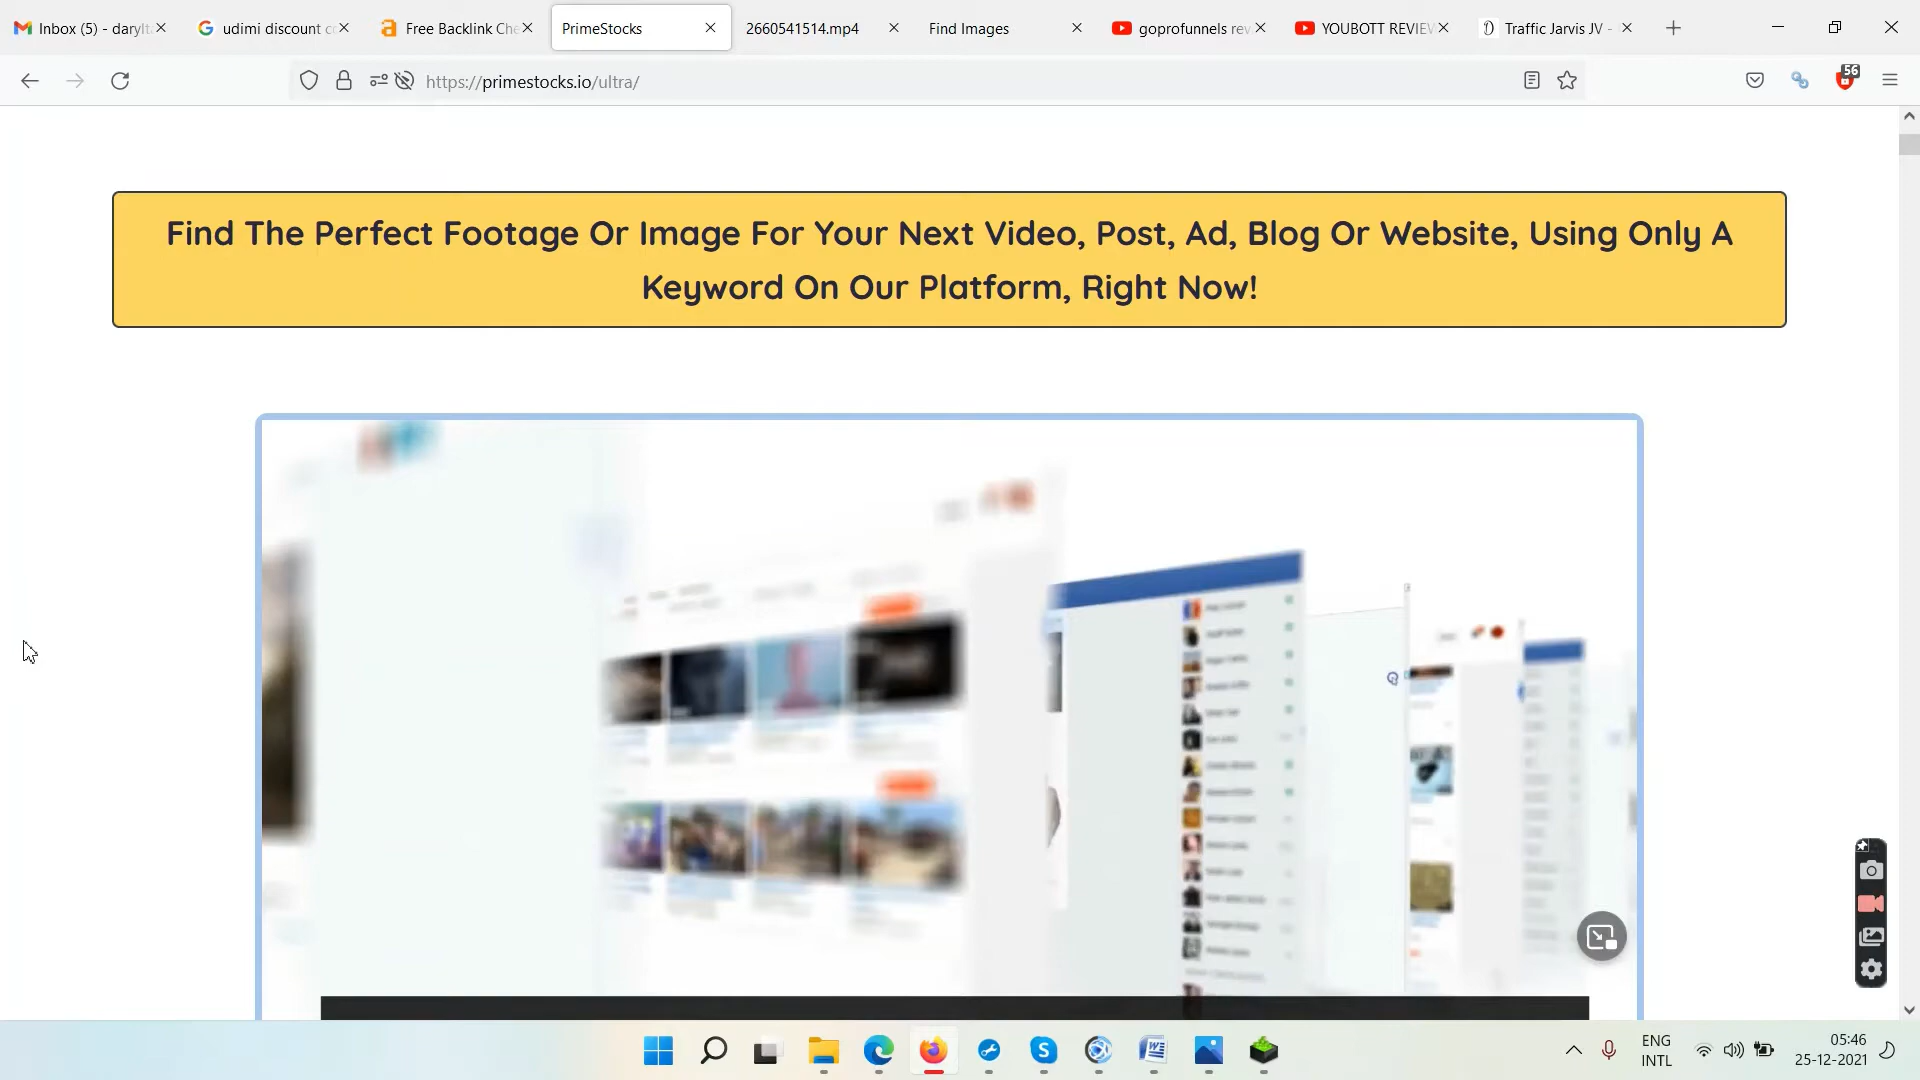 Inbox (5) - darylt
udimi discount c
Free Backlink Che
PrimeStocks
2660541514.mp4
Find Images
goprofunnels rev
YOUBOTT REVIEW
Traffic Jarvis JV -
https://primestocks.io/ultra/
56
Find The Perfect Footage Or Image For Your Next Video, Post, Ad, Blog Or Website, Using Only A
Keyword On Our Platform, Right Now!
ENG
INTL
05:46
25-12-2021